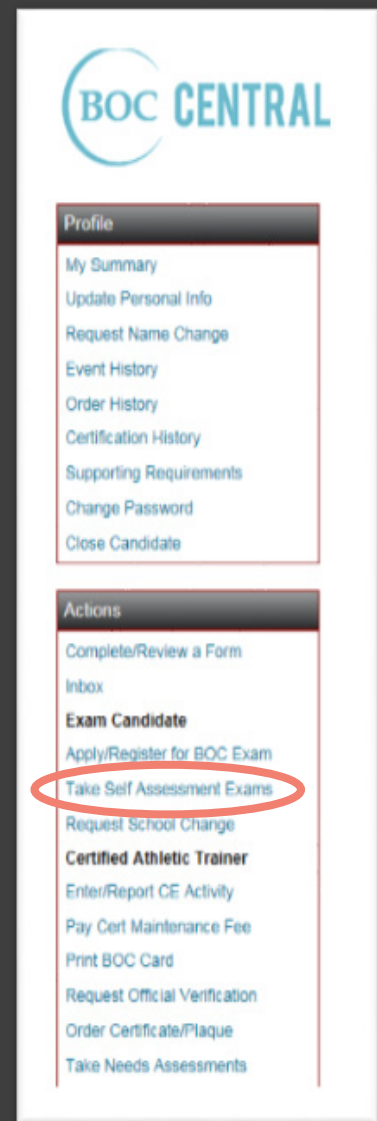 BOC CENTRAL
Profile
My Summary
Update Personal Info
Request Name Change
Event History
Order History
Certification History
Supporting Requirements
Change Password
Close Candidate
Actions
Complete/Review a Form
Inbox
Exam Candidate
Apply/Register for BOC Exam
Take Self Assessment Exams
Request School Change
Certified Athletic Trainer
Enter/Report CE Activity
Pay Cert Maintenance Fee
Print BOC Card
Request Official Verification
Order Certificate/Plaque
Take Needs Assessments